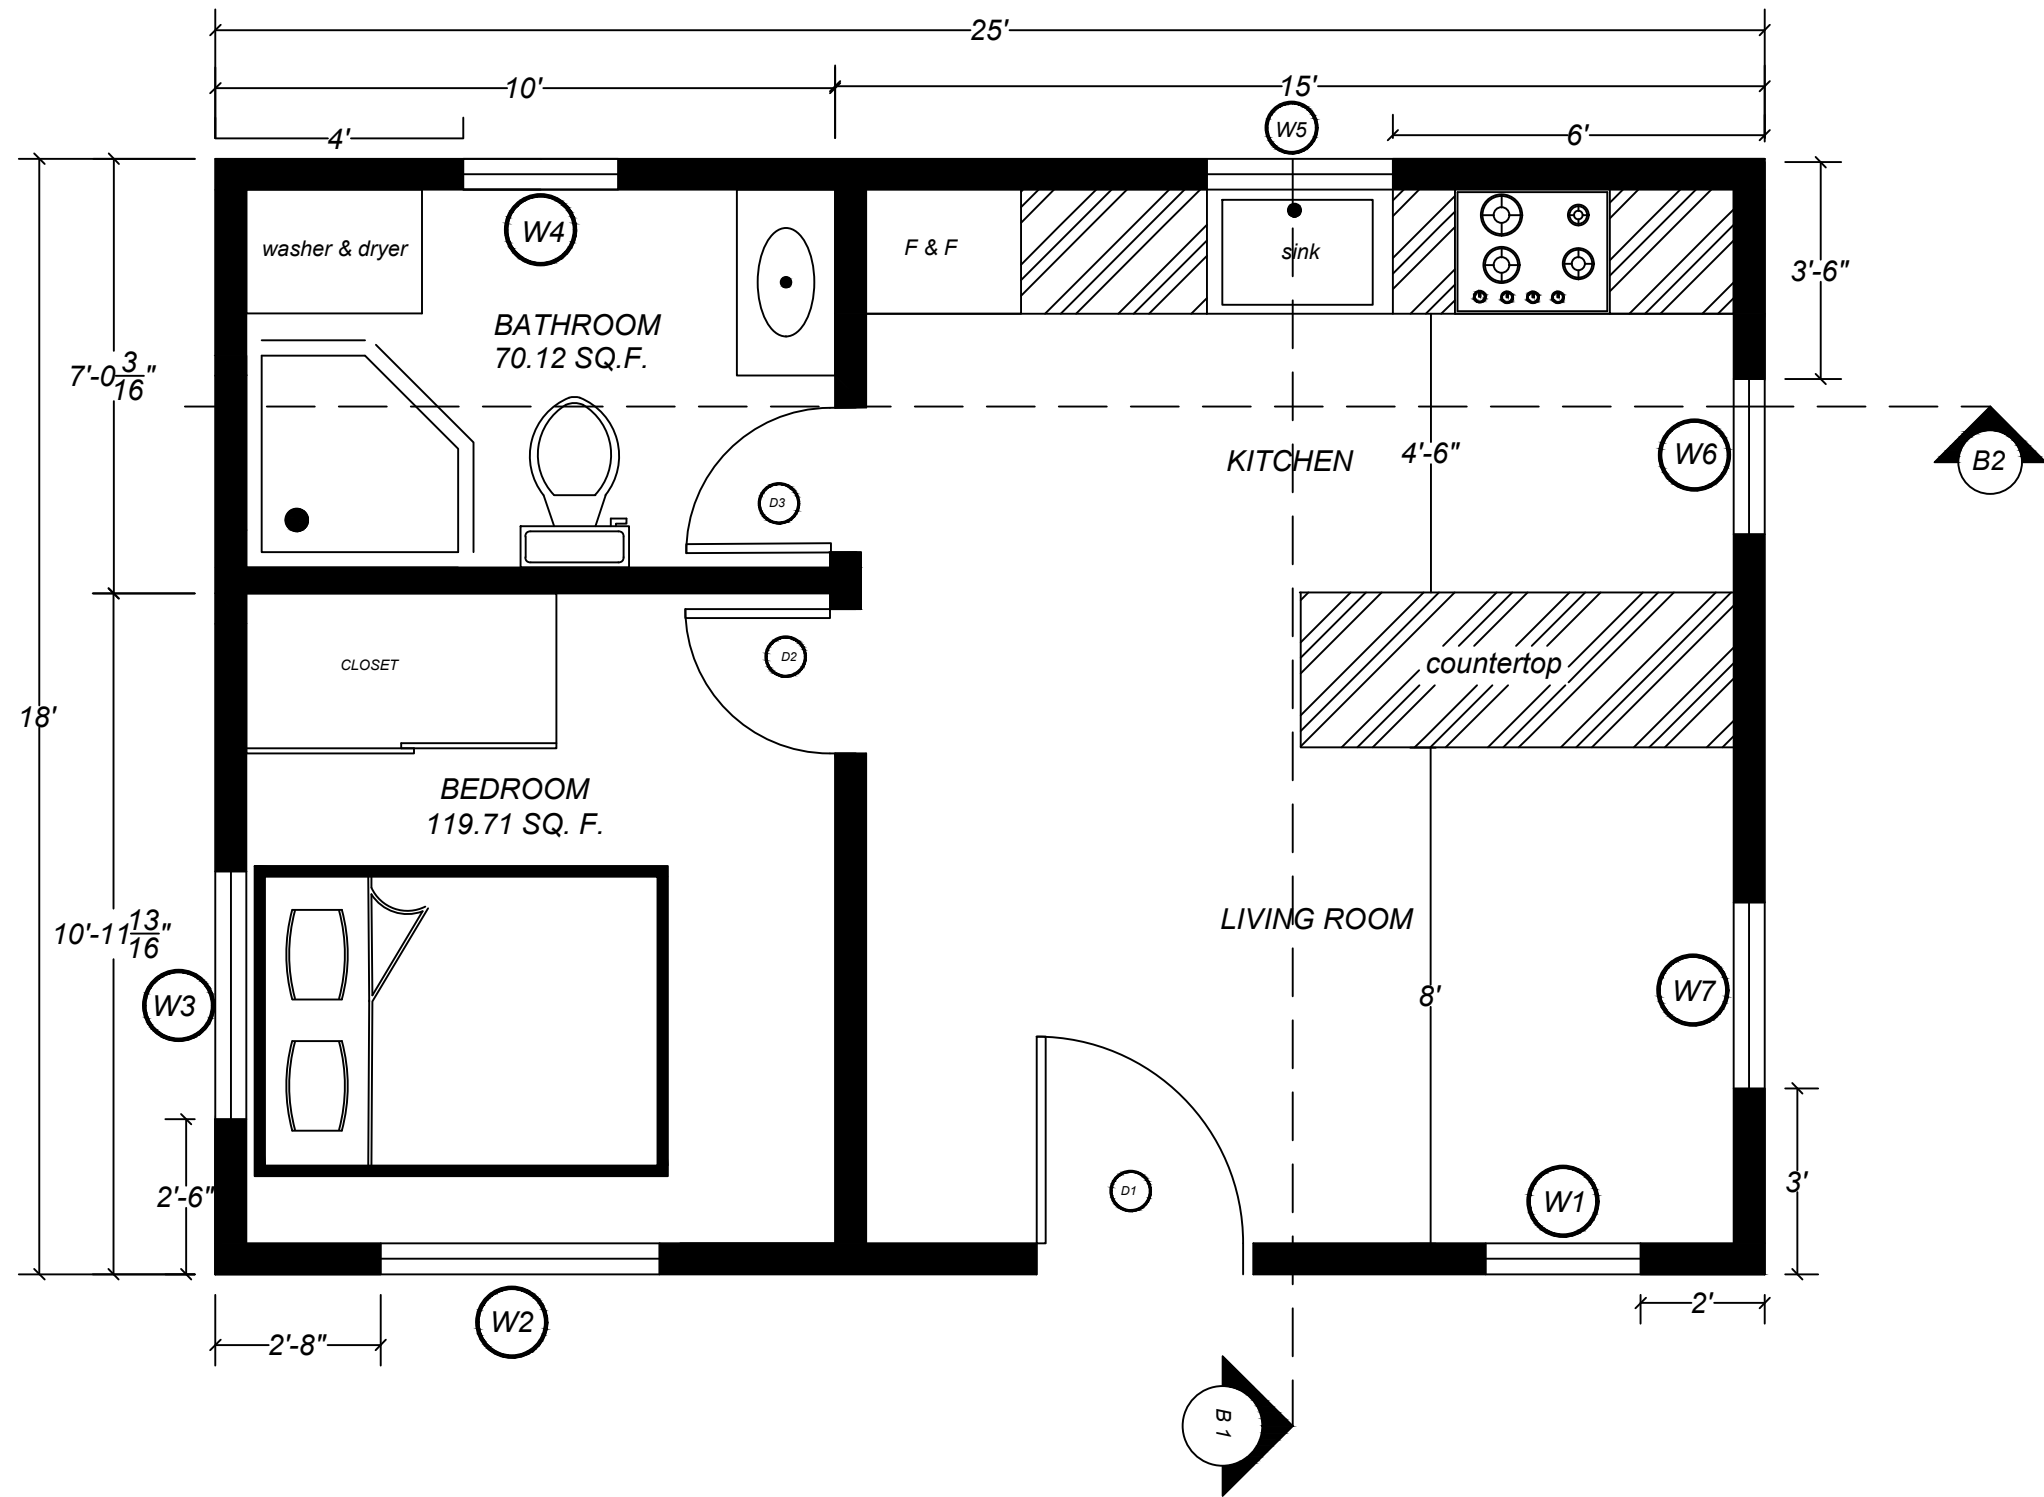 25'
10'
15'
4'
W5
6'
washer & dryer
W4
F & F
sink
3'-6"
BATHROOM
70.12 SQ.F.
7'-0 3/16"
KITCHEN
4'-6"
W6
B2
D3
CLOSET
D2
countertop
18'
BEDROOM
119.71 SQ. F.
10'-11 13/16"
LIVING ROOM
W3
8'
W7
2'-6"
D1
W1
3'
W2
2'
2'-8"
B 1